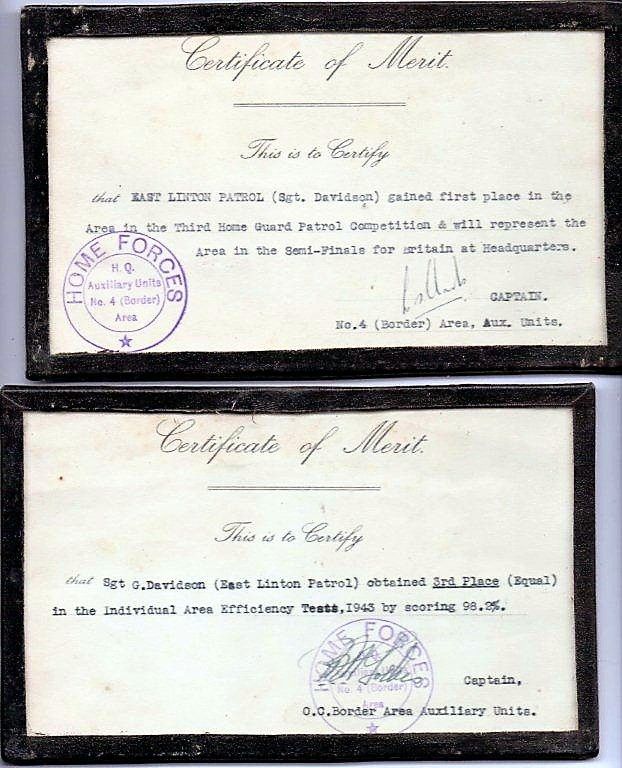 Certificate of Merit.
This is to Certify
that EAST LINTON PATROL (Sgt. Davidson) gained first place in the
Area in the Third Home Guard Patrol Competition & will represent the
Area in the Semi-Finals for Britain at Headquarters.
HOME FORCES
H.Q.
Auxiliary Units
No. 4 (Border)
Area
CAPTAIN.
No.4 (Border) Area, Aux. Units.
Certificate of Merit.
This is to Certify
that Sgt G.Davidson (East Linton Patrol) obtained 3rd Place (Equal)
in the Individual Area Efficiency Tests,1943 by scoring 98.2%.
HOME FORCES
No. 4 (Border)
Area
Captain,
O.C.Border Area Auxiliary Units.